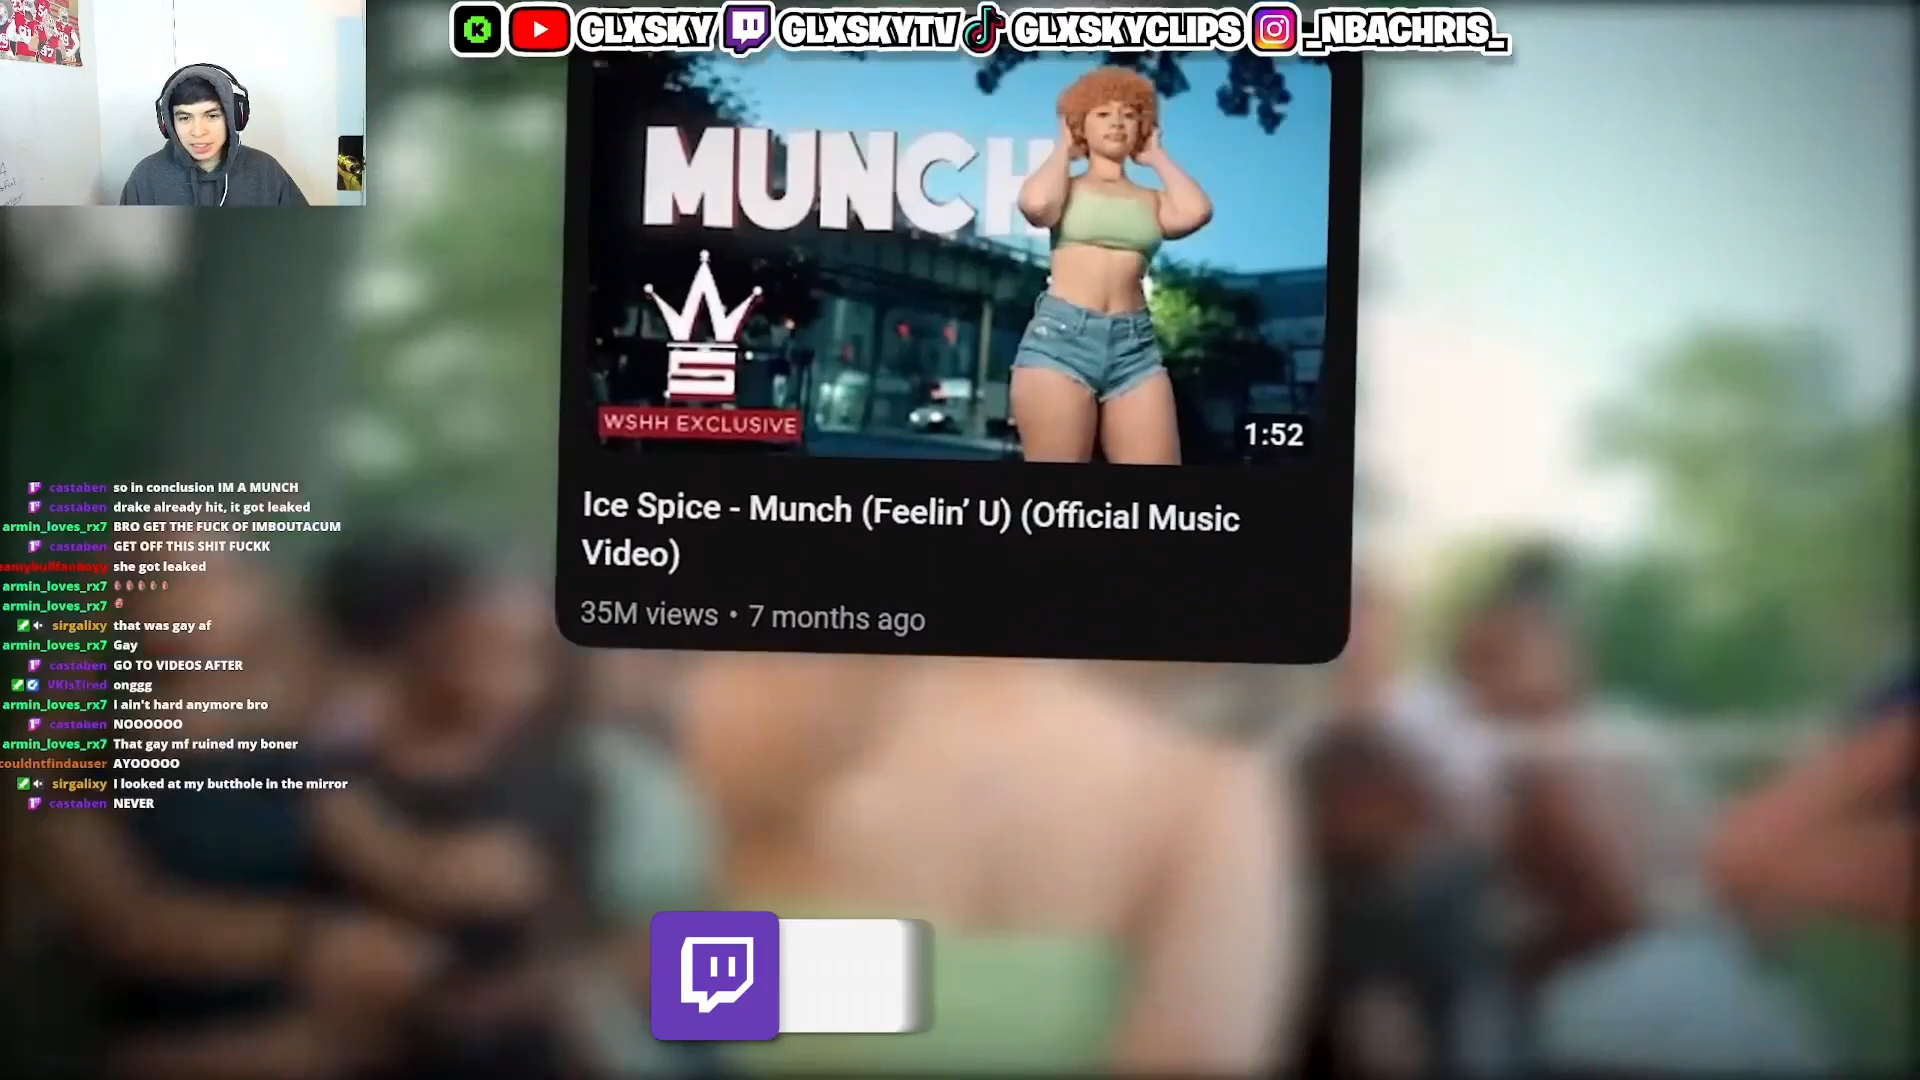 GLXSKY GLXSKYTV GLXSKYCLIPS _NBACHRIS_
MUNCH
WSHH EXCLUSIVE
1:52
Ice Spice - Munch (Feelin' U) (Official Music
Video)
35M views • 7 months ago
castaben so in conclusion IM A MUNCH
castaben drake already hit, it got leaked
armin_loves_rx7 BRO GET THE FUCK OF IMBOUTACUM
castaben GET OFF THIS SHIT FUCKK
she got leaked
armin_loves_rx7
armin_loves_rx7
sirgalixy that was gay af
armin_loves_rx7 Gay
castaben GO TO VIDEOS AFTER
VKIsTired onggg
armin_loves_rx7 I ain't hard anymore bro
castaben NOOOOOO
armin_loves_rx7 That gay mf ruined my boner
couldntfindauser AYOOOOO
sirgalixy I looked at my butthole in the mirror
castaben NEVER